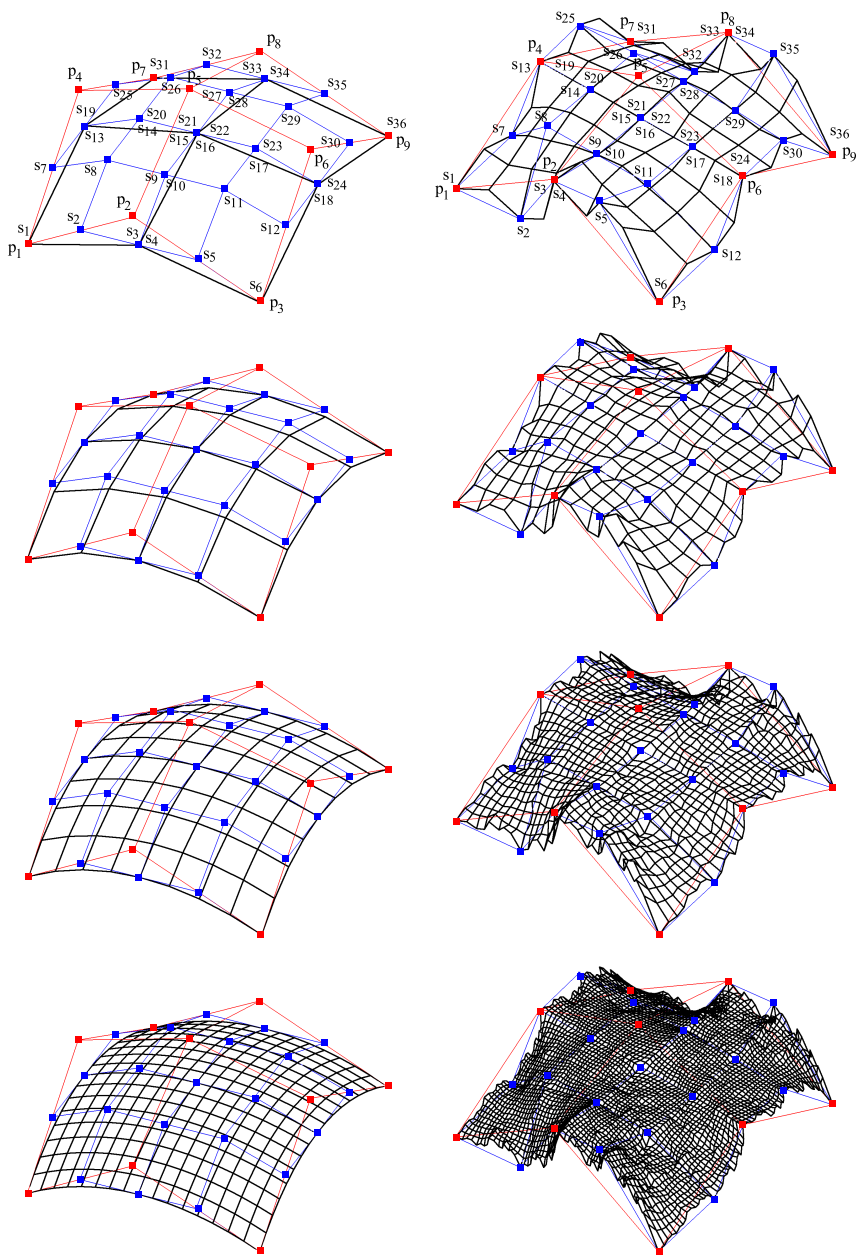 s31 s32 p8
p7
p4 s33 s34
s25 s26 p5 s27 s28 s35
s19 s20 s29
s13 s14 s21 s22 s36
s15 s16 s30 p9
s7 s23 p6
s8 s17
s9 s10 s24
s18
s11
p2
s1 s2 s12
p1 s3 s4
s5
s6 p3
s25 p7 s31 p8
s33 s34
p4 s26 s32 s35
s13 s19 p5
s20 s27 s28
s14
s21 s29
s7 s8 s15 s22
s16 s36
s9 s23 s30 p9
s10 s17 s24
p2
s1 s3 s11 s18 p6
p1 s4
s5
s2
s12
s6 p3